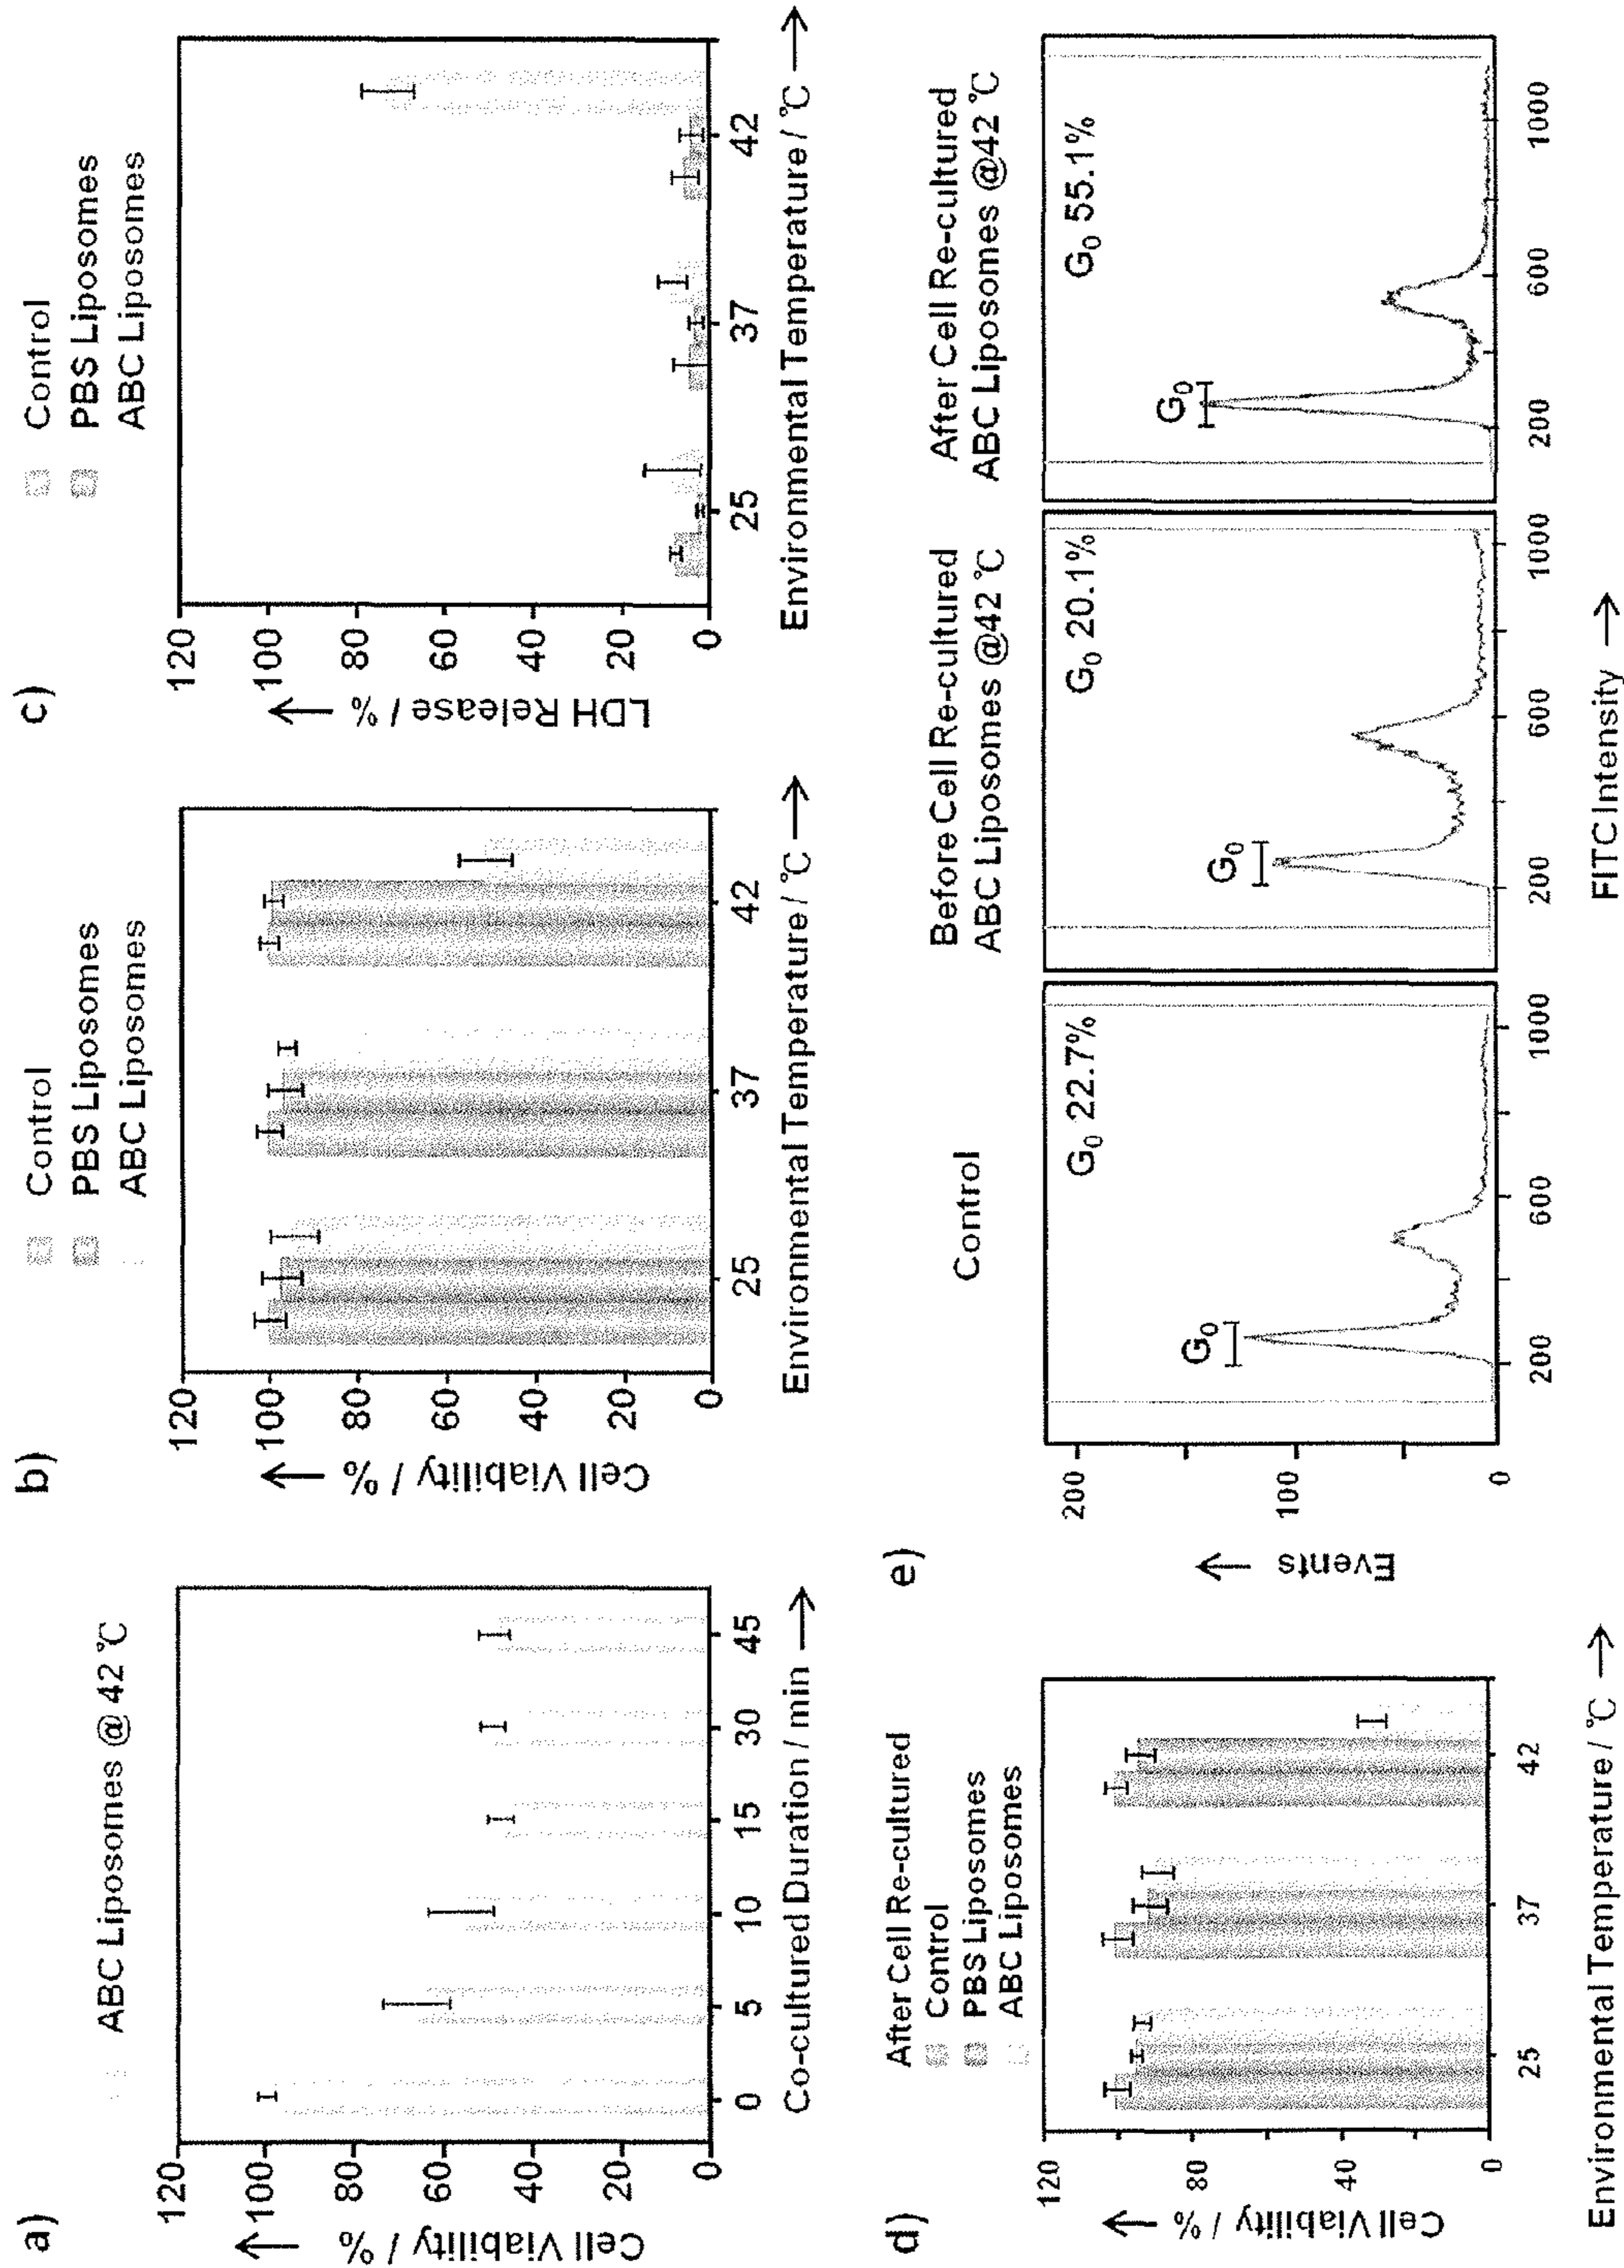 a)
ABC Liposomes @ 42 ℃
Cell Viability / %
120
100
80
60
40
20
0
0 5 10 15 30 45
Co-cultured Duration / min
b)
Control
PBS Liposomes
ABC Liposomes
Cell Viability / %
120
100
80
60
40
20
0
25 37 42
Environmental Temperature / ℃
c)
Control
PBS Liposomes
ABC Liposomes
LDH Release / %
120
100
80
60
40
20
0
25 37 42
Environmental Temperature / ℃
d)
After Cell Re-culture
Control
PBS Liposomes
ABC Liposomes
Cell Viability / %
120
80
40
0
25 37 42
Environmental Temperature / ℃
e)
Events
200
100
0
Control
G₀ 22.7%
G₀
200 600 1000
Before Cell Re-cultured
ABC Liposomes @42 ℃
G₀ 20.1%
G₀
200 600 1000
After Cell Re-cultured
ABC Liposomes @42 ℃
G₀ 55.1%
G₀
200 600 1000
FITC Intensity